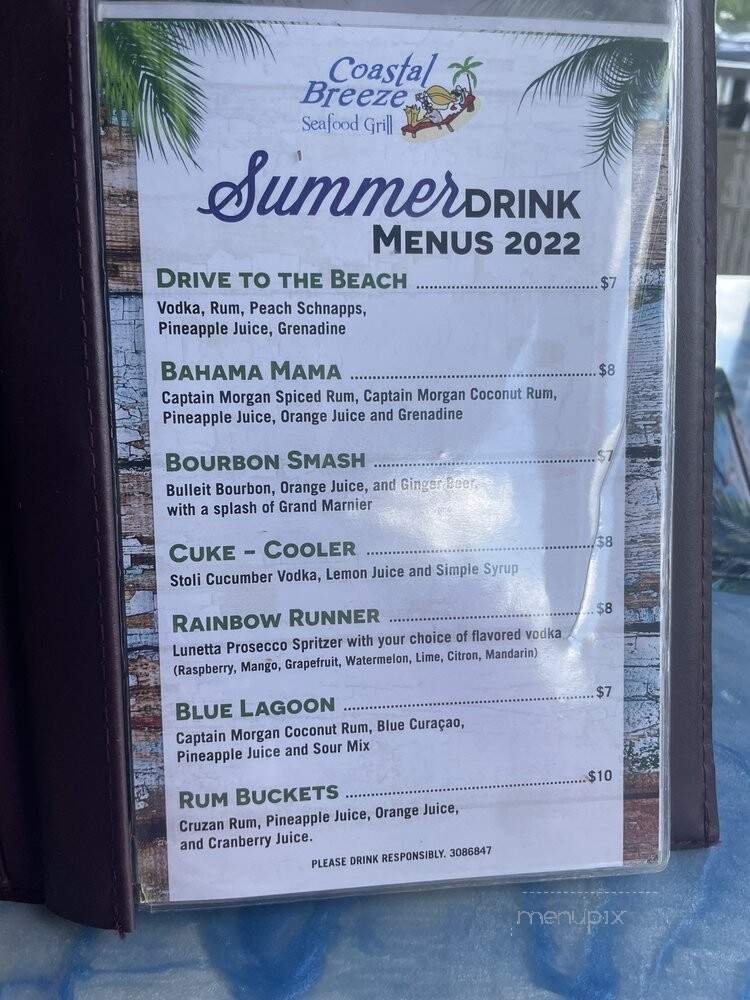 Coastal
Breeze
Seafood Grill
Summer DRINK
MENUS 2022
DRIVE TO THE BEACH ........ $7
Vodka, Rum, Peach Schnapps,
Pineapple Juice, Grenadine
BAHAMA MAMA ........ $8
Captain Morgan Spiced Rum, Captain Morgan Coconut Rum,
Pineapple Juice, Orange Juice and Grenadine
BOURBON SMASH ........ $7
Bulleit Bourbon, Orange Juice, and Ginger Beer,
with a splash of Grand Marnier
CUKE – COOLER ........ $8
Stoli Cucumber Vodka, Lemon Juice and Simple Syrup
RAINBOW RUNNER ........ $8
Lunetta Prosecco Spritzer with your choice of flavored vodka
(Raspberry, Mango, Grapefruit, Watermelon, Lime, Citron, Mandarin)
BLUE LAGOON ........ $7
Captain Morgan Coconut Rum, Blue Curaçao,
Pineapple Juice and Sour Mix
RUM BUCKETS ........ $10
Cruzan Rum, Pineapple Juice, Orange Juice,
and Cranberry Juice.
PLEASE DRINK RESPONSIBLY. 3086847
menupix